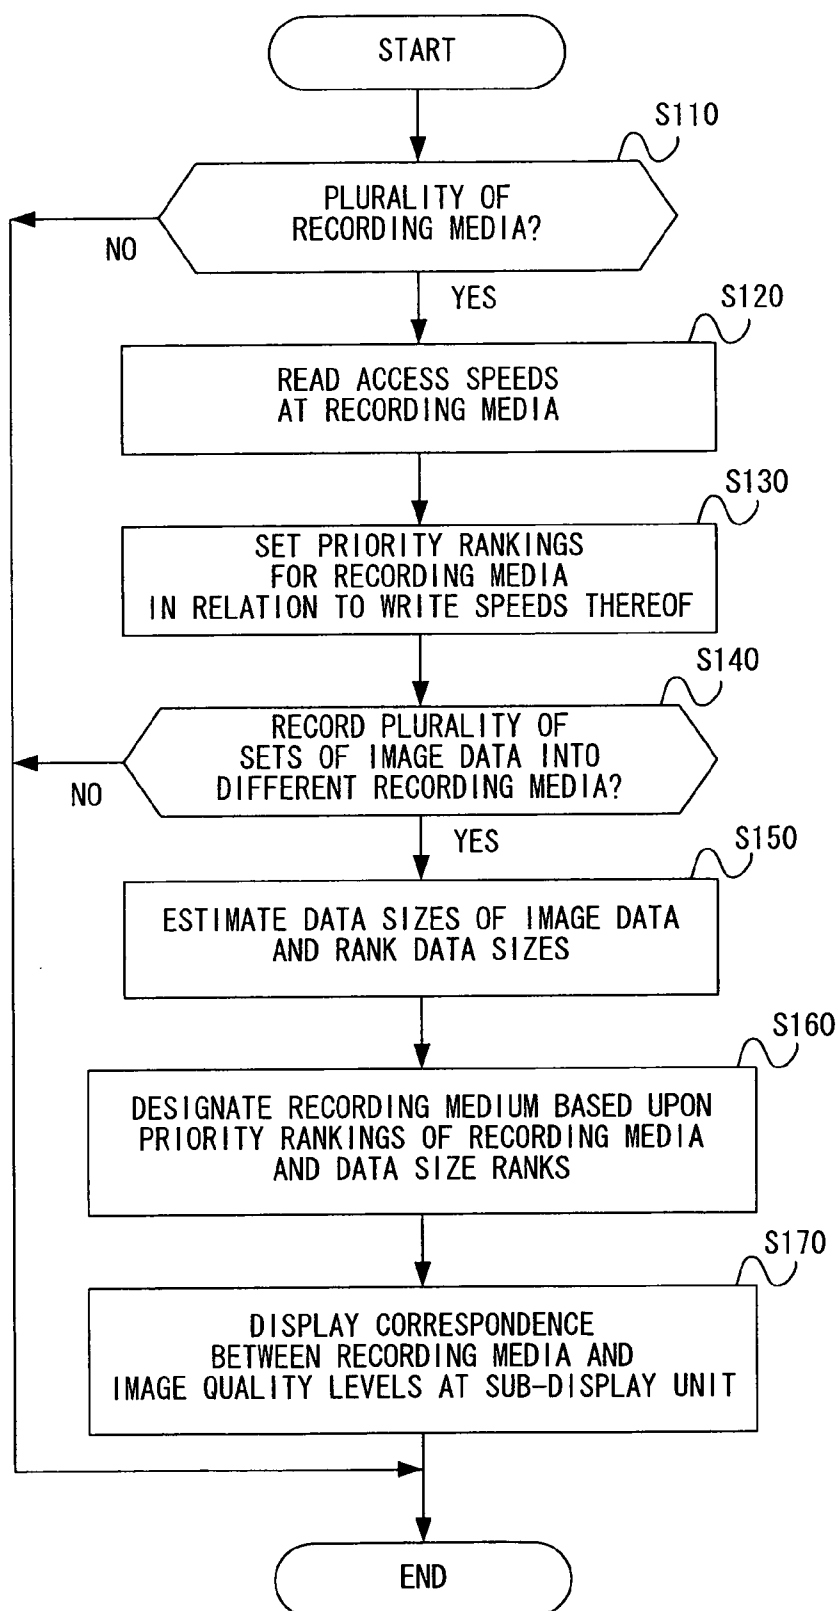 START
S110
PLURALITY OF
RECORDING MEDIA?
NO
YES
S120
READ ACCESS SPEEDS
AT RECORDING MEDIA
S130
SET PRIORITY RANKINGS
FOR RECORDING MEDIA
IN RELATION TO WRITE SPEEDS THEREOF
S140
RECORD PLURALITY OF
SETS OF IMAGE DATA INTO
DIFFERENT RECORDING MEDIA?
NO
YES
S150
ESTIMATE DATA SIZES OF IMAGE DATA
AND RANK DATA SIZES
S160
DESIGNATE RECORDING MEDIUM BASED UPON
PRIORITY RANKINGS OF RECORDING MEDIA
AND DATA SIZE RANKS
S170
DISPLAY CORRESPONDENCE
BETWEEN RECORDING MEDIA AND
IMAGE QUALITY LEVELS AT SUB-DISPLAY UNIT
END